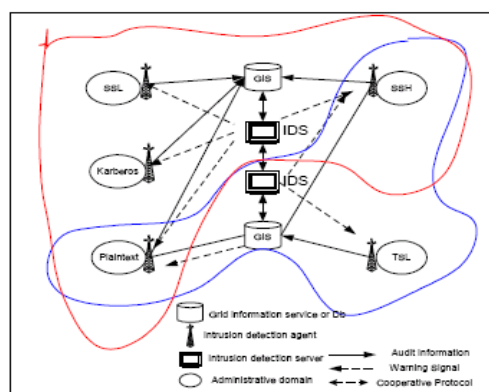 GIS
SSL
SSH
IDS
Karberos
IDS
Plaintext
GIS
TSL
Grid information service or Db
Intrusion detection agent
Intrusion detection server
Audit Information
Warning Signal
Administrative domain
Cooperative Protocol